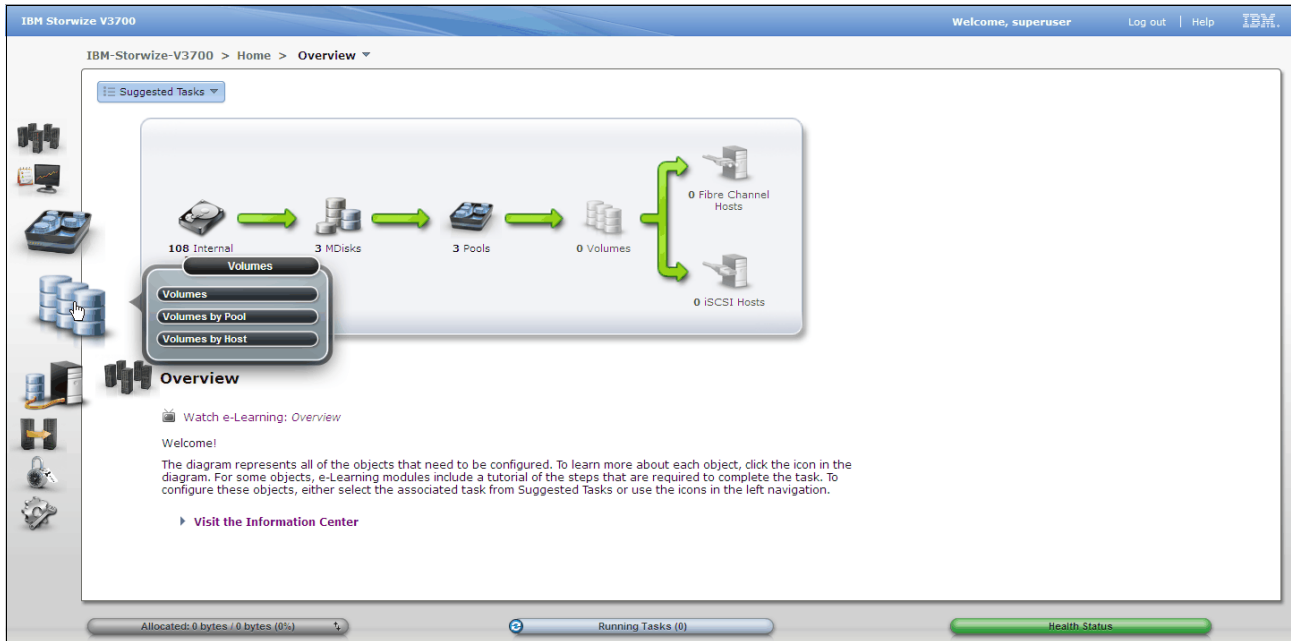 IBM Storwize V3700
Welcome, superuser
Log out | Help
IBM.
IBM-Storwize-V3700 > Home > Overview
Suggested Tasks
0 Fibre Channel
Hosts
108 Internal
3 MDisks
3 Pools
0 Volumes
0 iSCSI Hosts
Volumes
Volumes
Volumes by Pool
Volumes by Host
Overview
Watch e-Learning: Overview
Welcome!
The diagram represents all of the objects that need to be configured. To learn more about each object, click the icon in the
diagram. For some objects, e-Learning modules include a tutorial of the steps that are required to complete the task. To
configure these objects, either select the associated task from Suggested Tasks or use the icons in the left navigation.
Visit the Information Center
Allocated: 0 bytes / 0 bytes (0%)
Running Tasks (0)
Health Status